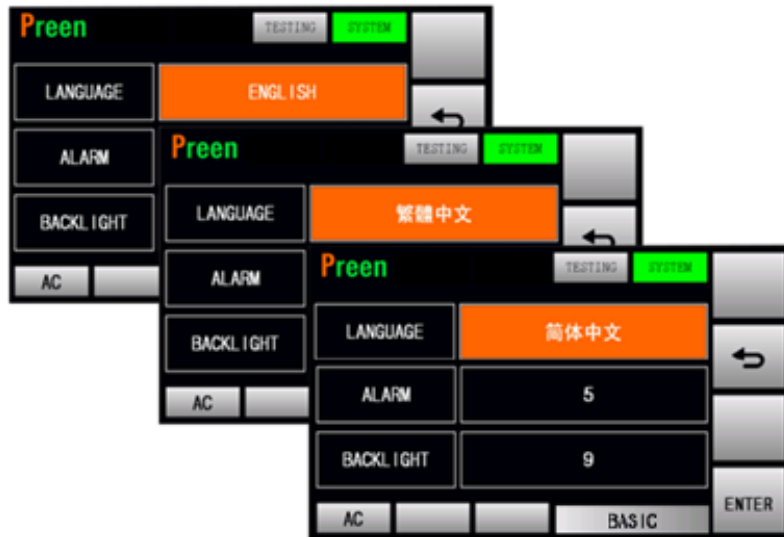 Preen TESTING SYSTEM
LANGUAGE ENGLISH
ALARM
BACKLIGHT
AC
Preen TESTING SYSTEM
LANGUAGE 繁體中文
ALARM
BACKLIGHT
AC
Preen TESTING SYSTEM
LANGUAGE 简体中文
ALARM 5
BACKLIGHT 9
AC BASIC ENTER